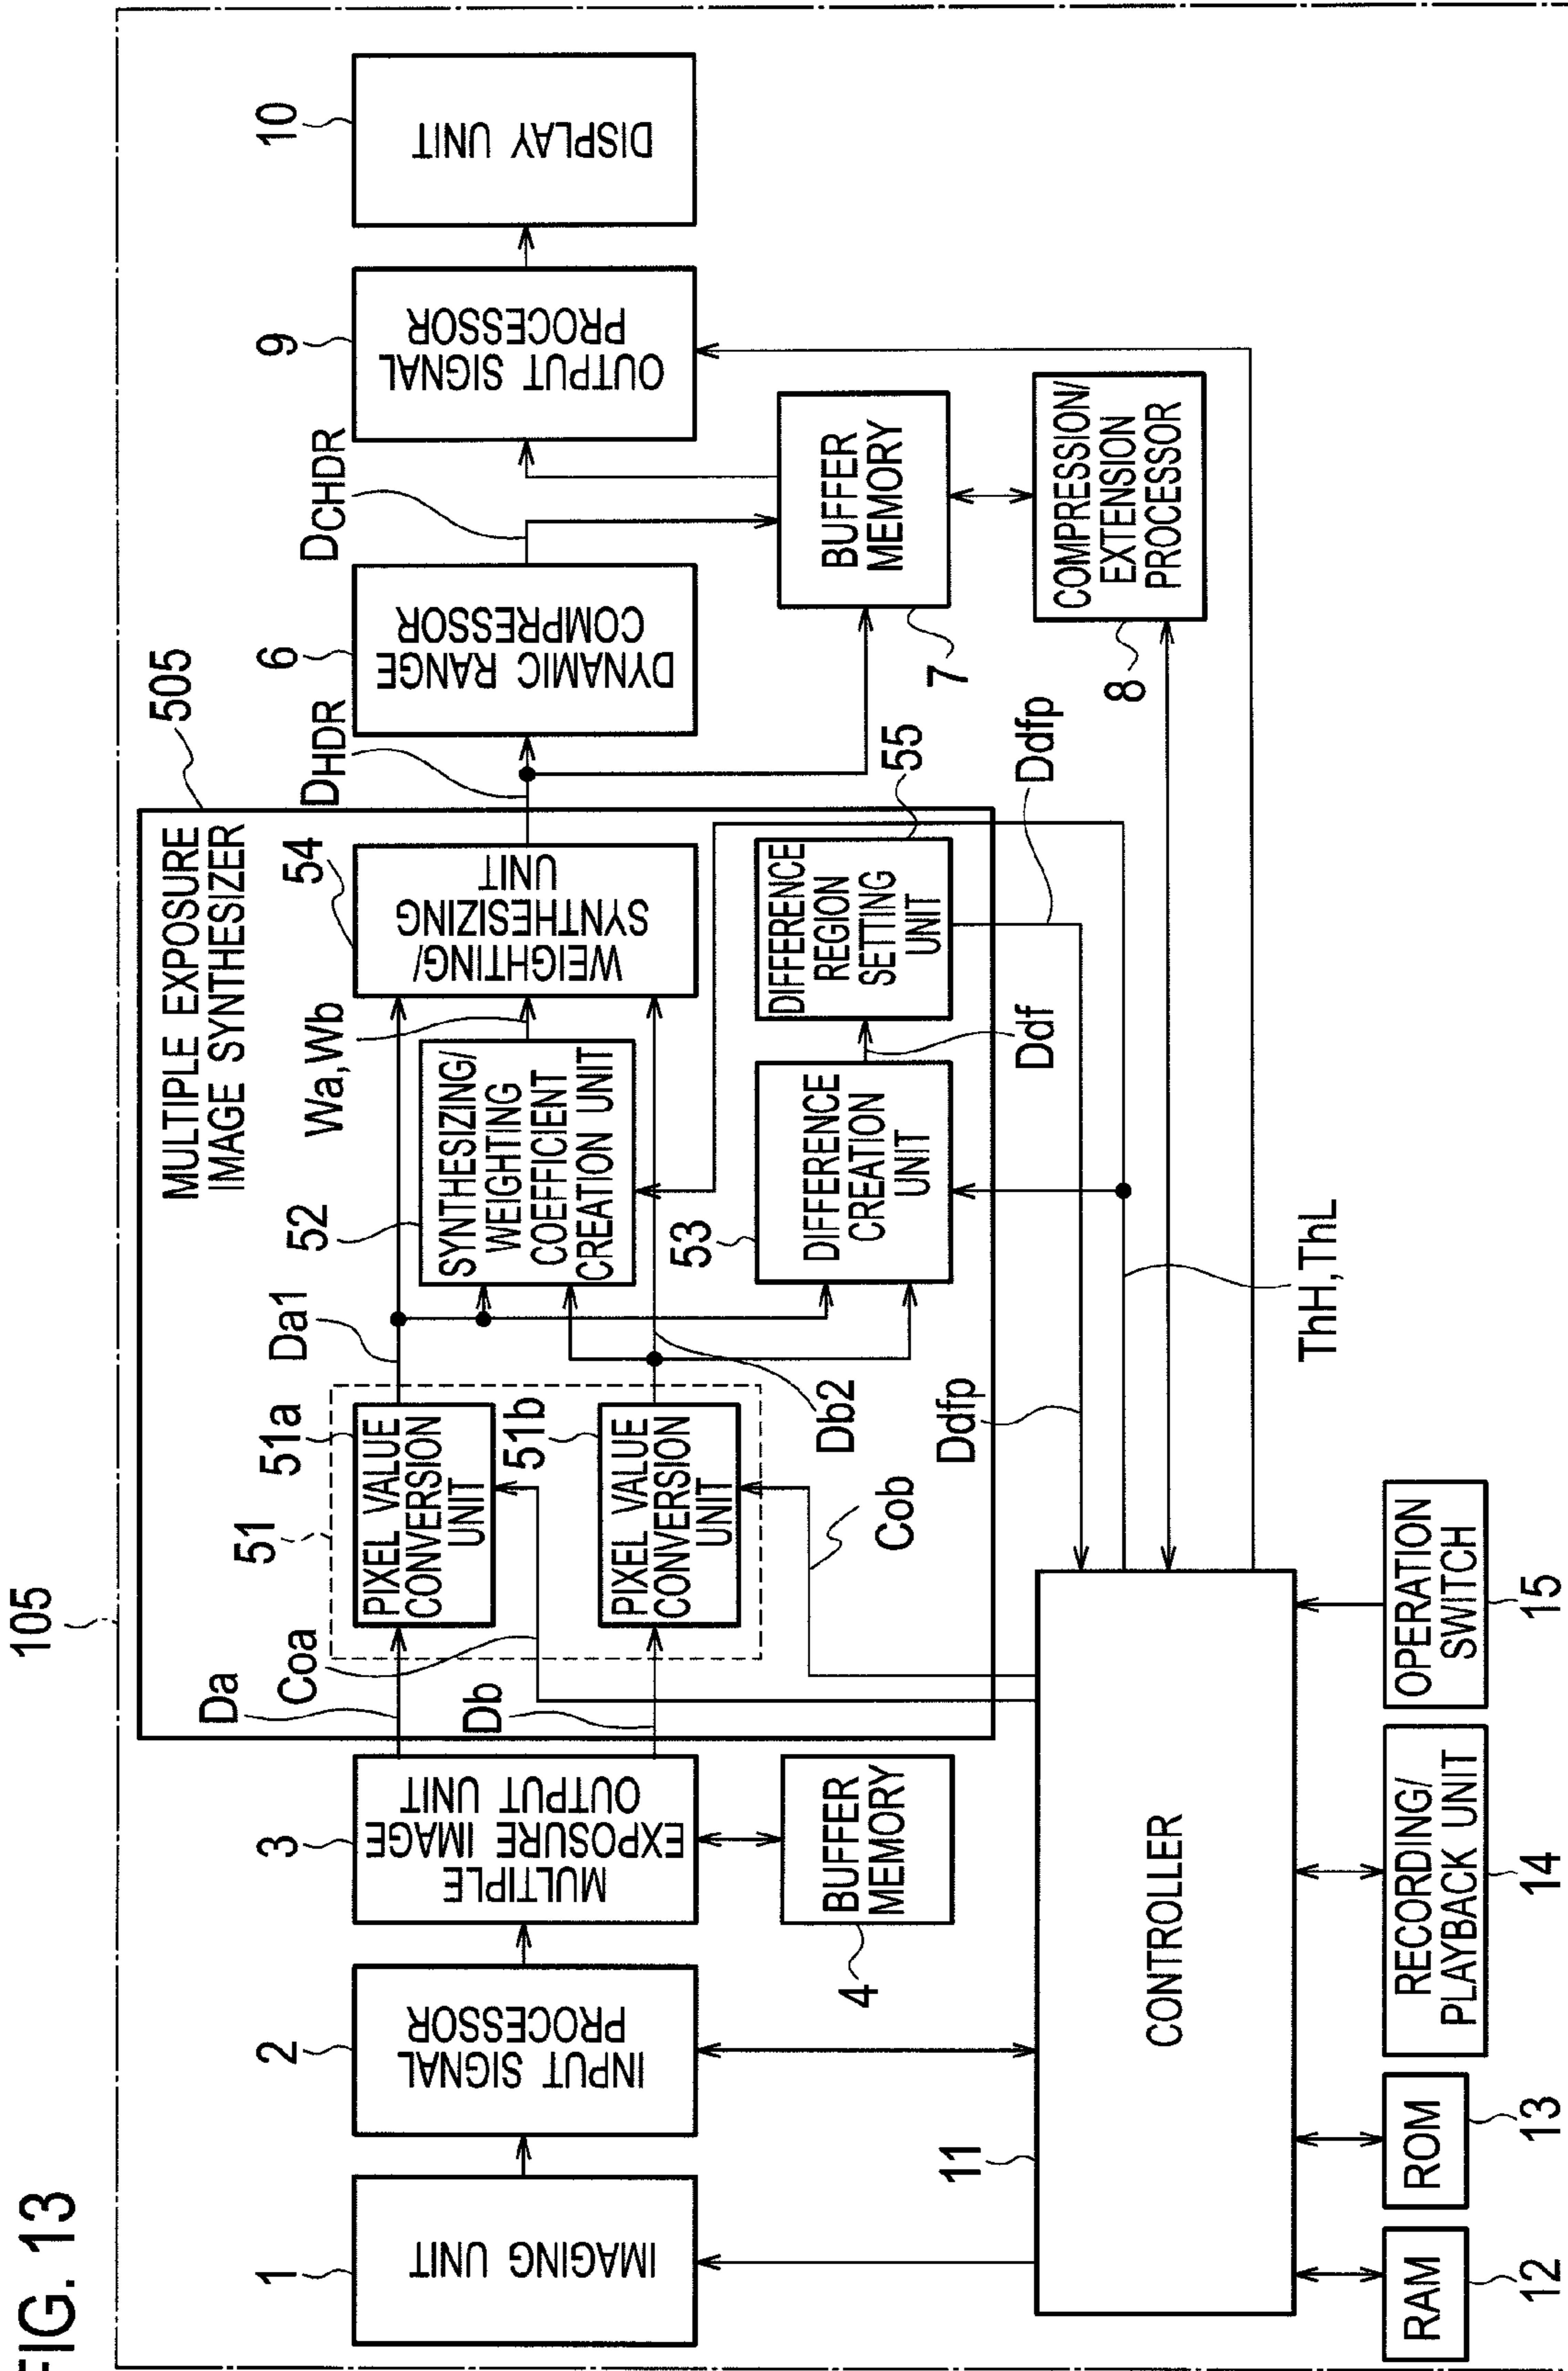 FIG. 13
105
1
IMAGING UNIT
2
INPUT SIGNAL
PROCESSOR
3
MULTIPLE
EXPOSURE IMAGE
OUTPUT UNIT
4
BUFFER
MEMORY
Da
Db
Coa
Cob
505
MULTIPLE EXPOSURE
IMAGE SYNTHESIZER
51
51a
PIXEL VALUE
CONVERSION
UNIT
51b
PIXEL VALUE
CONVERSION
UNIT
Da1
Db2
52
SYNTHESIZING/
WEIGHTING
COEFFICIENT
CREATION UNIT
Wa,Wb
53
DIFFERENCE
CREATION
UNIT
Ddf
54
WEIGHTING/
SYNTHESIZING
UNIT
55
DIFFERENCE
REGION
SETTING
UNIT
Ddfp
Ddfp
ThH,ThL
DHDR
6
DYNAMIC RANGE
COMPRESSOR
DCHDR
7
BUFFER
MEMORY
8
COMPRESSION/
EXTENSION
PROCESSOR
9
OUTPUT SIGNAL
PROCESSOR
10
DISPLAY UNIT
11
CONTROLLER
RAM
12
ROM
13
RECORDING/
PLAYBACK UNIT
14
OPERATION
SWITCH
15